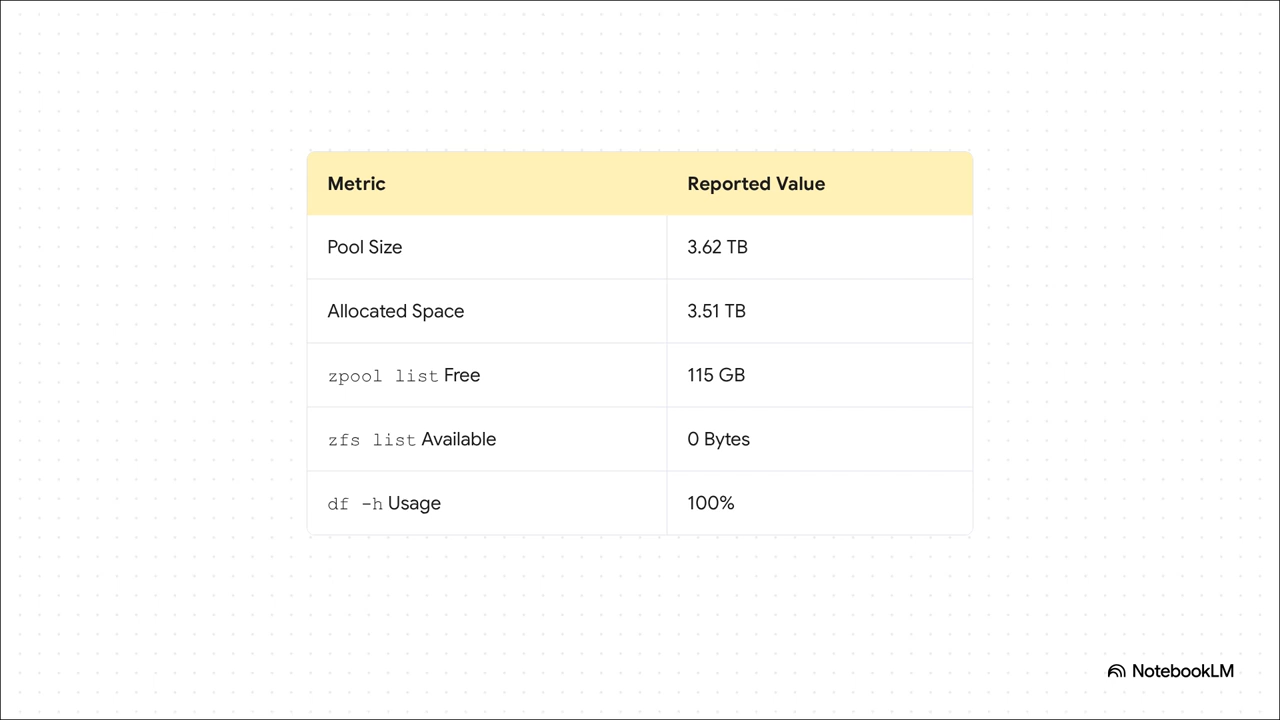 Metric Reported Value
Pool Size 3.62 TB
Allocated Space 3.51 TB
zpool list Free 115 GB
zfs list Available 0 Bytes
df -h Usage 100%
NotebookLM